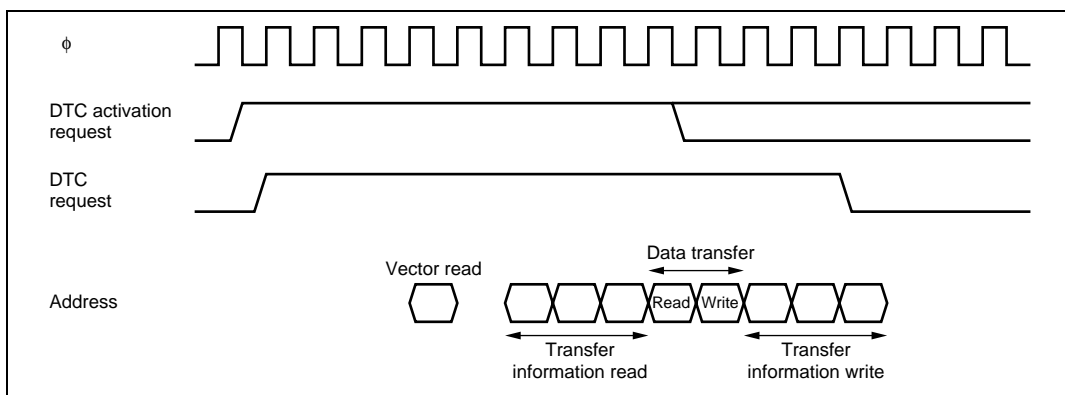 ϕ
DTC activation
request
DTC
request
Data transfer
Vector read
Address
Read
Write
Transfer
information read
Transfer
information write